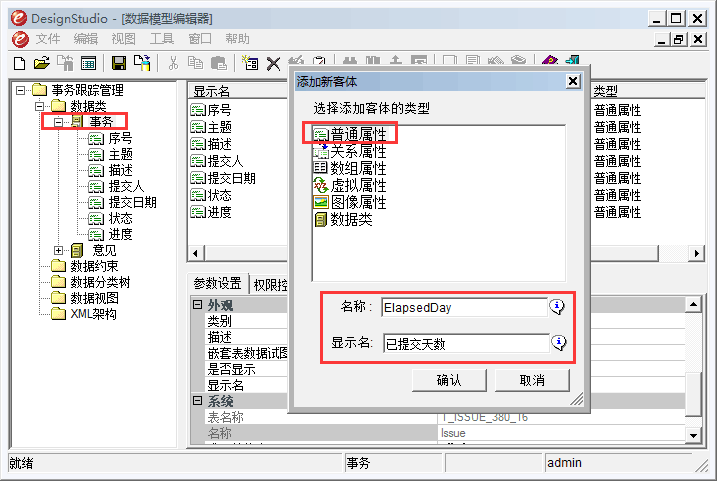 DesignStudio - [数据模型编辑器]
文件 编辑 视图 工具 窗口 帮助
事务跟踪管理
数据类
事务
序号
主题
描述
提交人
提交日期
状态
进度
意见
数据约束
数据分类树
数据视图
XML架构
显示名
序号
主题
描述
提交人
提交日期
状态
进度
类型
普通属性
普通属性
普通属性
普通属性
普通属性
普通属性
普通属性
添加新客体
选择添加客体的类型
普通属性
关系属性
数组属性
虚拟属性
图像属性
数据类
名称：
ElapsedDay
显示名:
已提交天数
确认 取消
参数设置 权限控
外观
类别
描述
嵌套表数据试图
是否显示
显示名
系统
表名称 T_ISSUE_380_16
名称 Issue
就绪 事务 admin